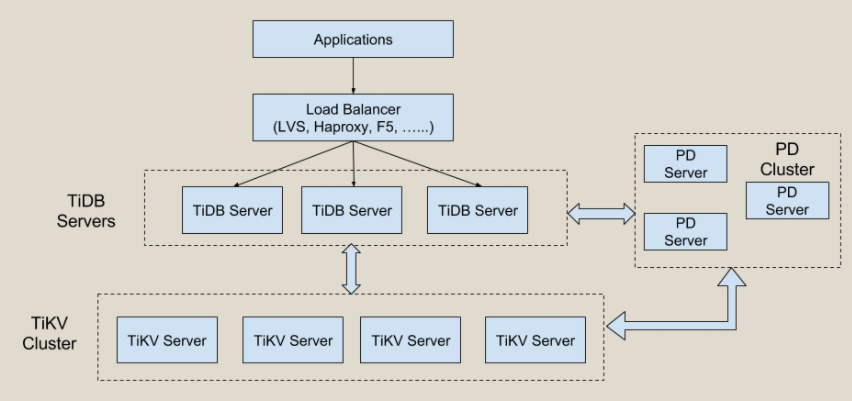 Applications
Load Balancer
(LVS, Haproxy, F5, …...)
TiDB
Servers
TiDB Server
TiDB Server
TiDB Server
PD
Cluster
PD
Server
PD
Server
PD
Server
TiKV
Cluster
TiKV Server
TiKV Server
TiKV Server
TiKV Server